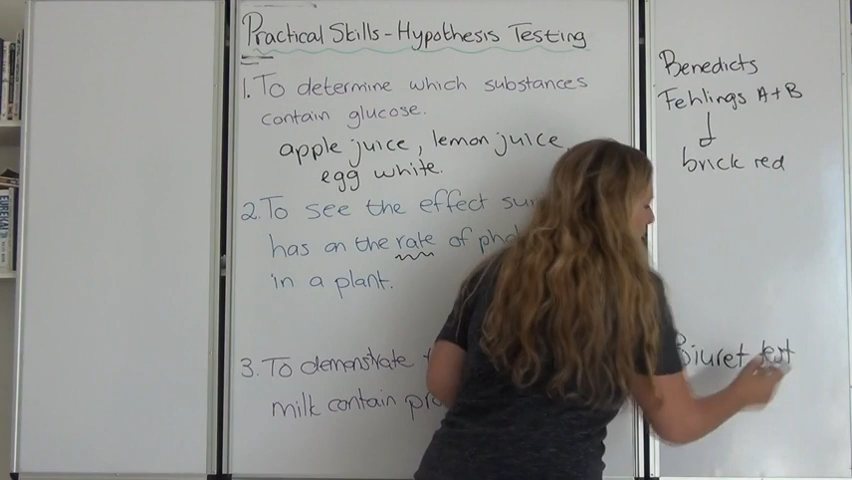 Practical Skills - Hypothesis Testing
1. To determine which substances
contain glucose.
apple juice, lemon juice,
egg white.
2. To see the effect
has on the rate of
in a plant.
3. To demonstrate
milk contain
Benedicts
Fehlings A+B
brick red
Biuret test
EUREKA!